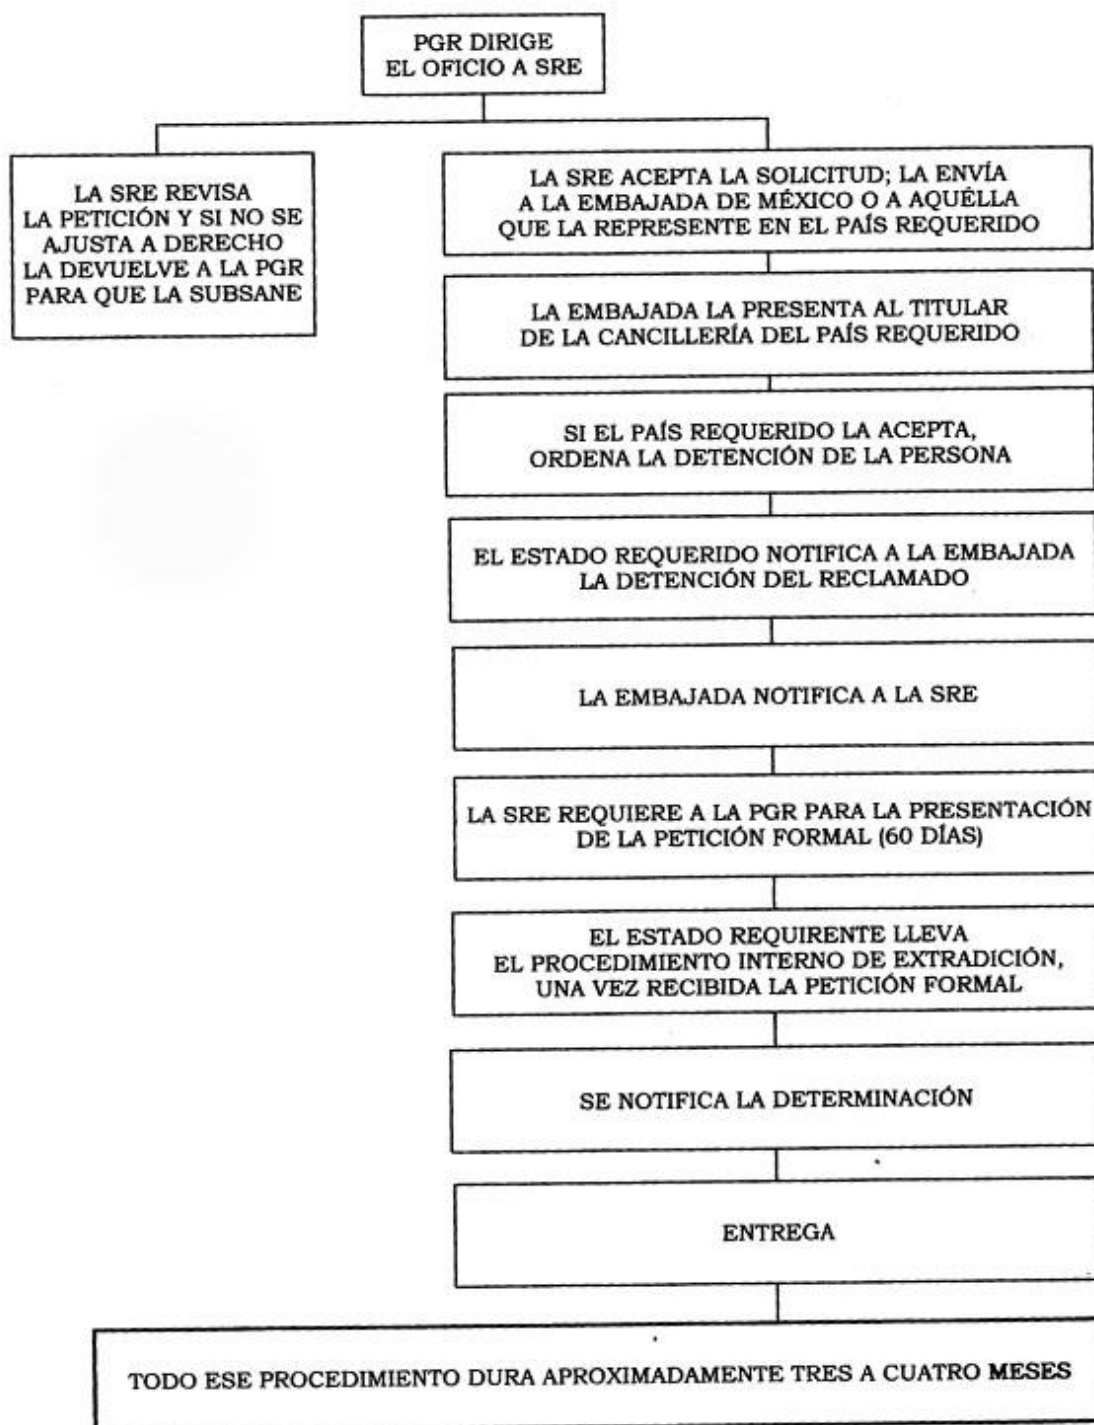 PGR DIRIGE
EL OFICIO A SRE
LA SRE REVISA
LA PETICIÓN Y SI NO SE
AJUSTA A DERECHO
LA DEVUELVE A LA PGR
PARA QUE LA SUBSANE
LA SRE ACEPTA LA SOLICITUD; LA ENVÍA
A LA EMBAJADA DE MÉXICO O A AQUÉLLA
QUE LA REPRESENTE EN EL PAÍS REQUERIDO
LA EMBAJADA LA PRESENTA AL TITULAR
DE LA CANCILLERÍA DEL PAÍS REQUERIDO
SI EL PAÍS REQUERIDO LA ACEPTA,
ORDENA LA DETENCIÓN DE LA PERSONA
EL ESTADO REQUERIDO NOTIFICA A LA EMBAJADA
LA DETENCIÓN DEL RECLAMADO
LA EMBAJADA NOTIFICA A LA SRE
LA SRE REQUIERE A LA PGR PARA LA PRESENTACIÓN
DE LA PETICIÓN FORMAL (60 DÍAS)
EL ESTADO REQUIRENTE LLEVA
EL PROCEDIMIENTO INTERNO DE EXTRADICIÓN,
UNA VEZ RECIBIDA LA PETICIÓN FORMAL
SE NOTIFICA LA DETERMINACIÓN
ENTREGA
TODO ESE PROCEDIMIENTO DURA APROXIMADAMENTE TRES A CUATRO MESES